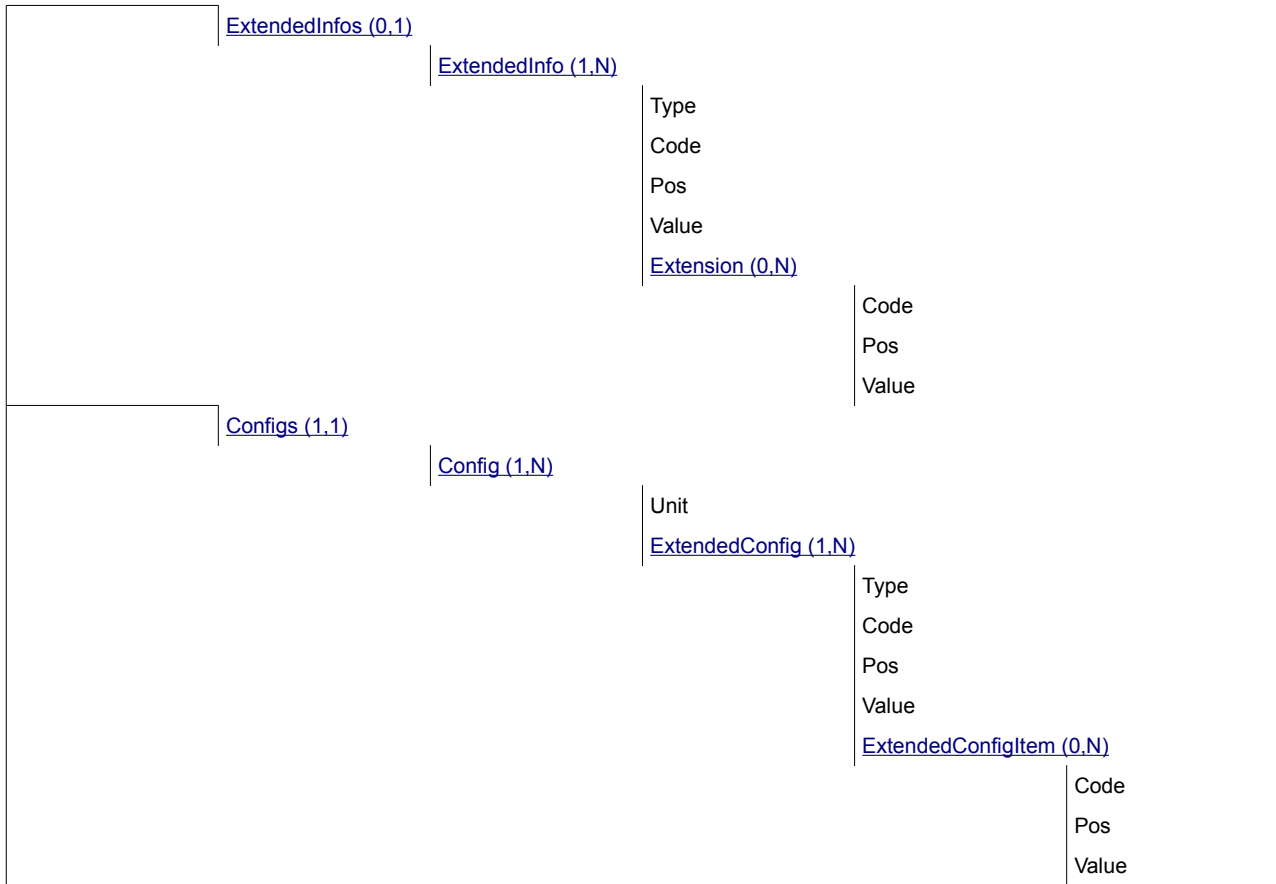 ExtendedInfos (0,1)
ExtendedInfo (1,N)
Type
Code
Pos
Value
Extension (0,N)
Code
Pos
Value
Configs (1,1)
Config (1,N)
Unit
ExtendedConfig (1,N)
Type
Code
Pos
Value
ExtendedConfigItem (0,N)
Code
Pos
Value